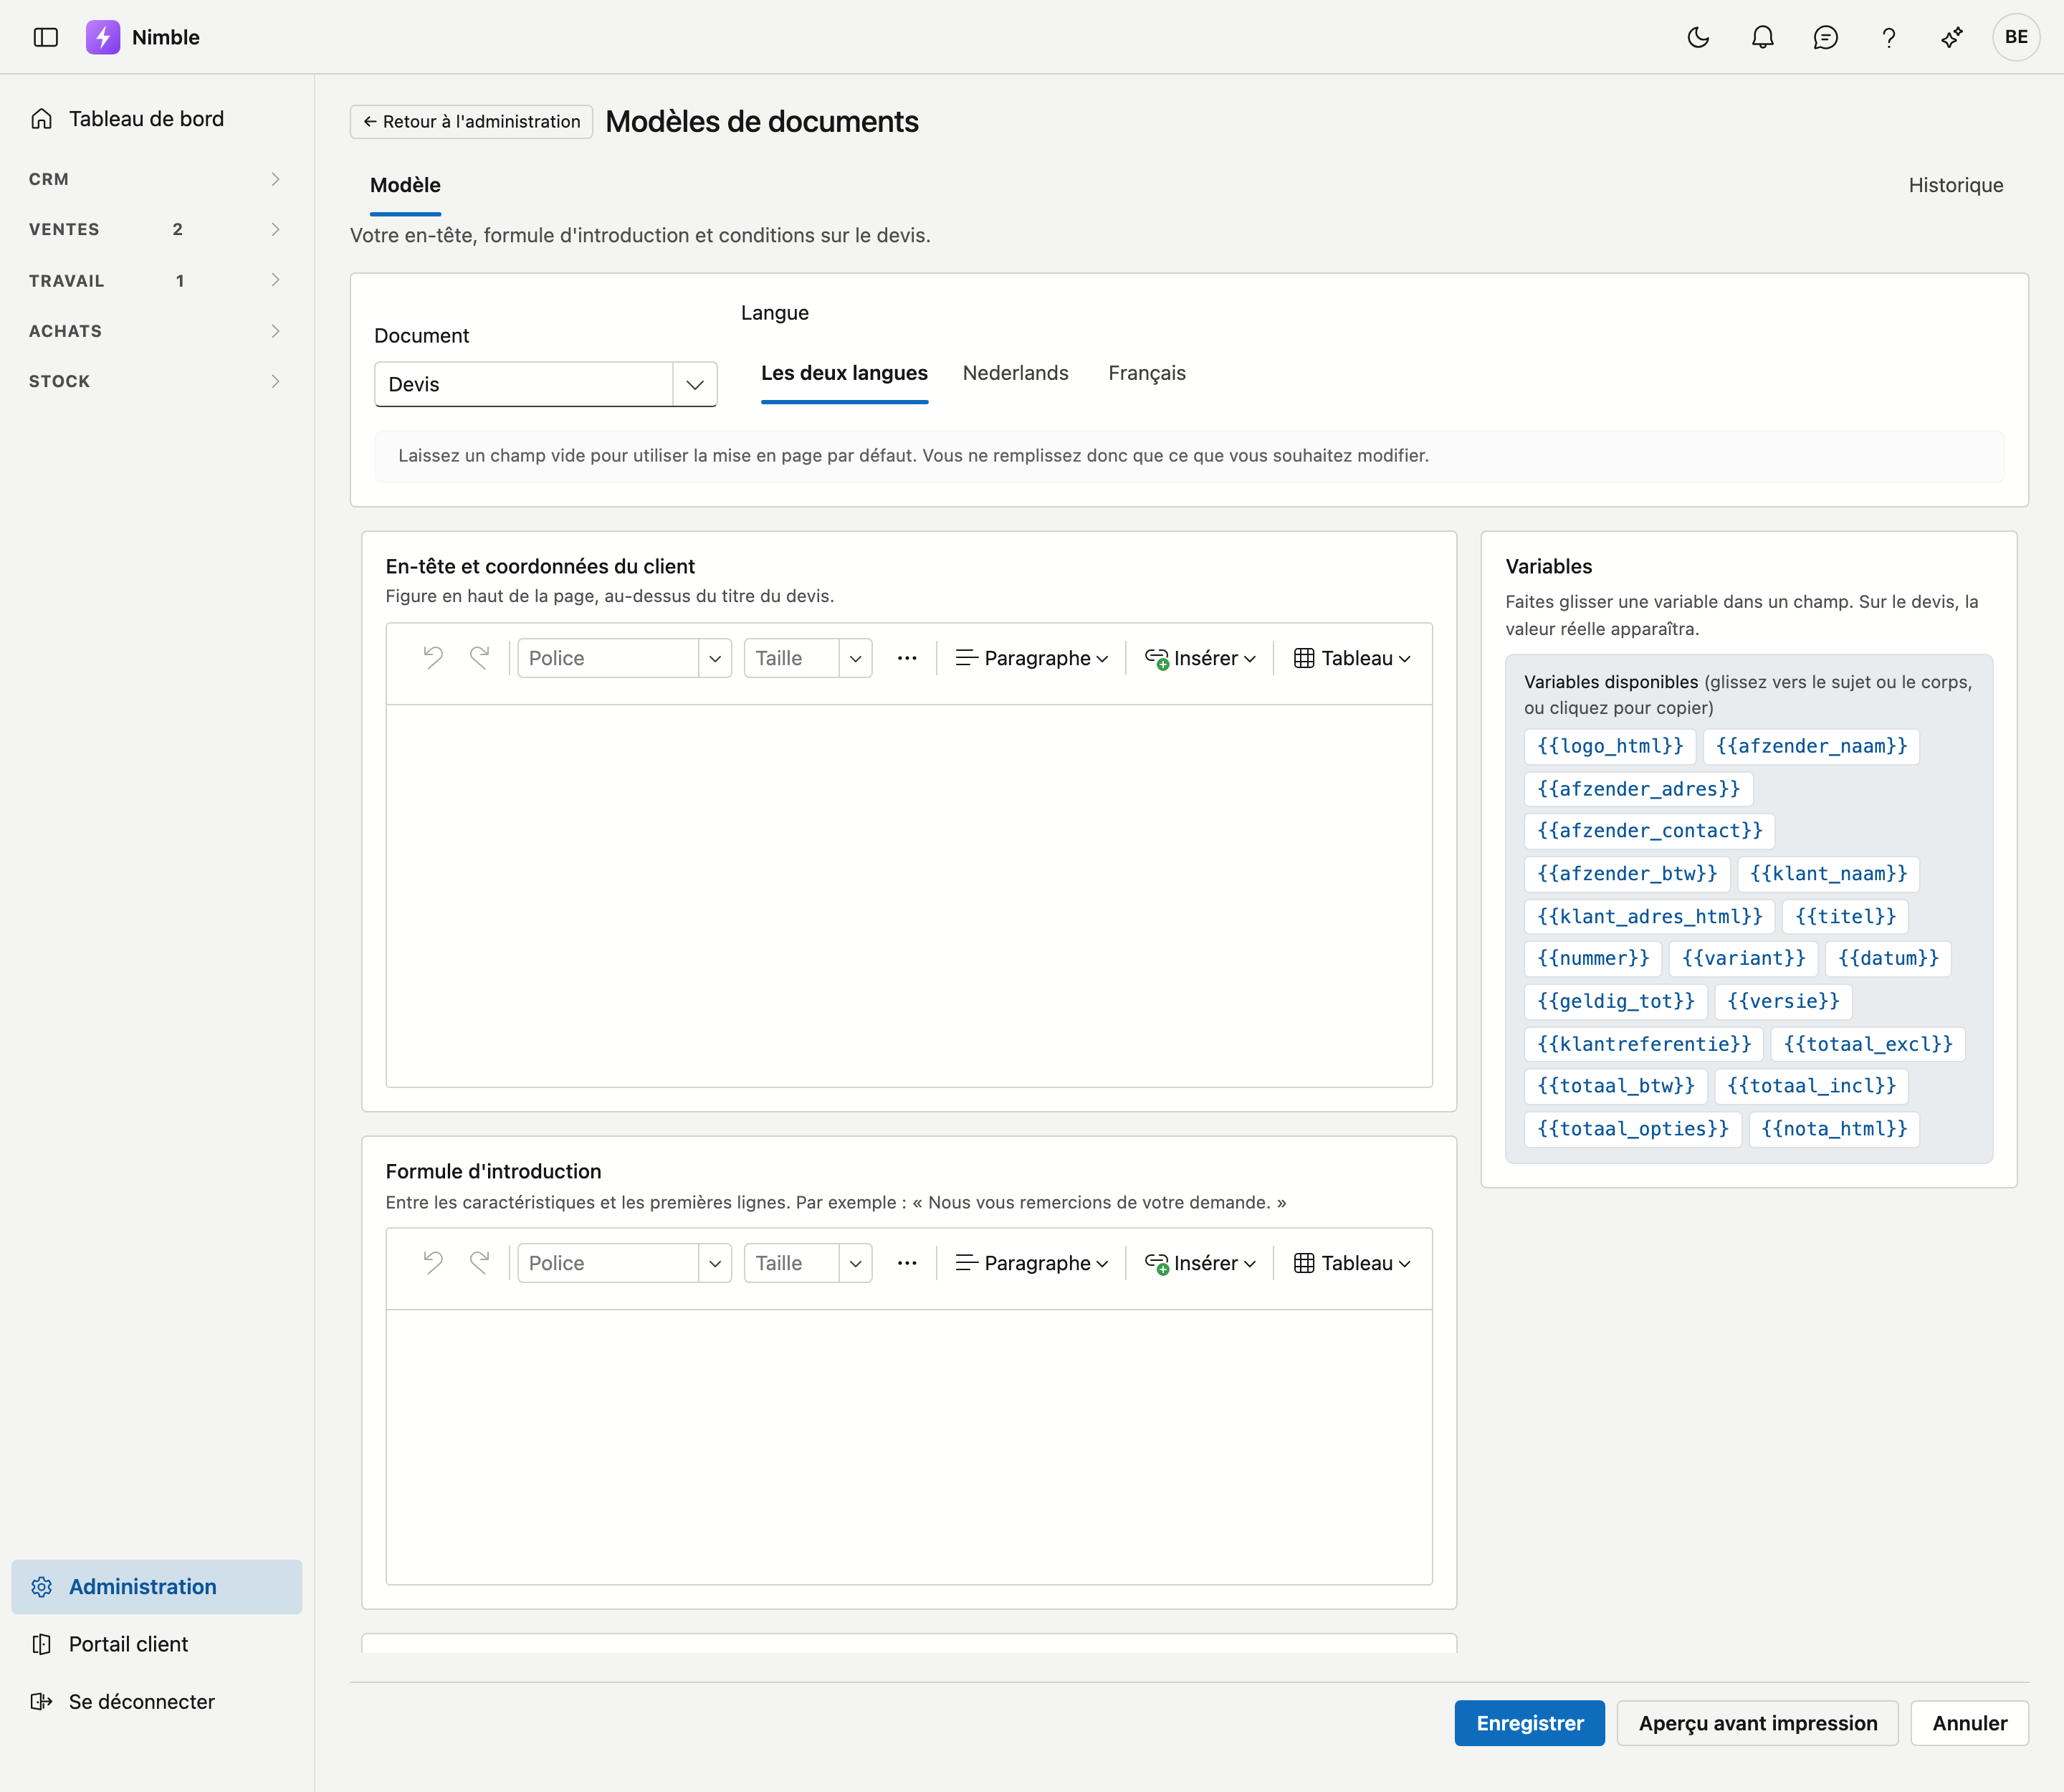 Nimble
BE
Tableau de bord
CRM
VENTES 2
TRAVAIL 1
ACHATS
STOCK
Administration
Portail client
Se déconnecter
← Retour à l'administration
Modèles de documents
Modèle
Historique
Votre en-tête, formule d'introduction et conditions sur le devis.
Document
Devis
Langue
Les deux langues Nederlands Français
Laissez un champ vide pour utiliser la mise en page par défaut. Vous ne remplissez donc que ce que vous souhaitez modifier.
En-tête et coordonnées du client
Figure en haut de la page, au-dessus du titre du devis.
Police Taille ... Paragraphe Insérer Tableau
Formule d'introduction
Entre les caractéristiques et les premières lignes. Par exemple : « Nous vous remercions de votre demande. »
Police Taille ... Paragraphe Insérer Tableau
Variables
Faites glisser une variable dans un champ. Sur le devis, la
valeur réelle apparaîtra.
Variables disponibles (glissez vers le sujet ou le corps,
ou cliquez pour copier)
{{logo_html}} {{afzender_naam}}
{{afzender_adres}}
{{afzender_contact}}
{{afzender_btw}} {{klant_naam}}
{{klant_adres_html}} {{titel}}
{{nummer}} {{variant}} {{datum}}
{{geldig_tot}} {{versie}}
{{klantreferentie}} {{totaal_excl}}
{{totaal_btw}} {{totaal_incl}}
{{totaal_opties}} {{nota_html}}
Enregistrer Aperçu avant impression Annuler